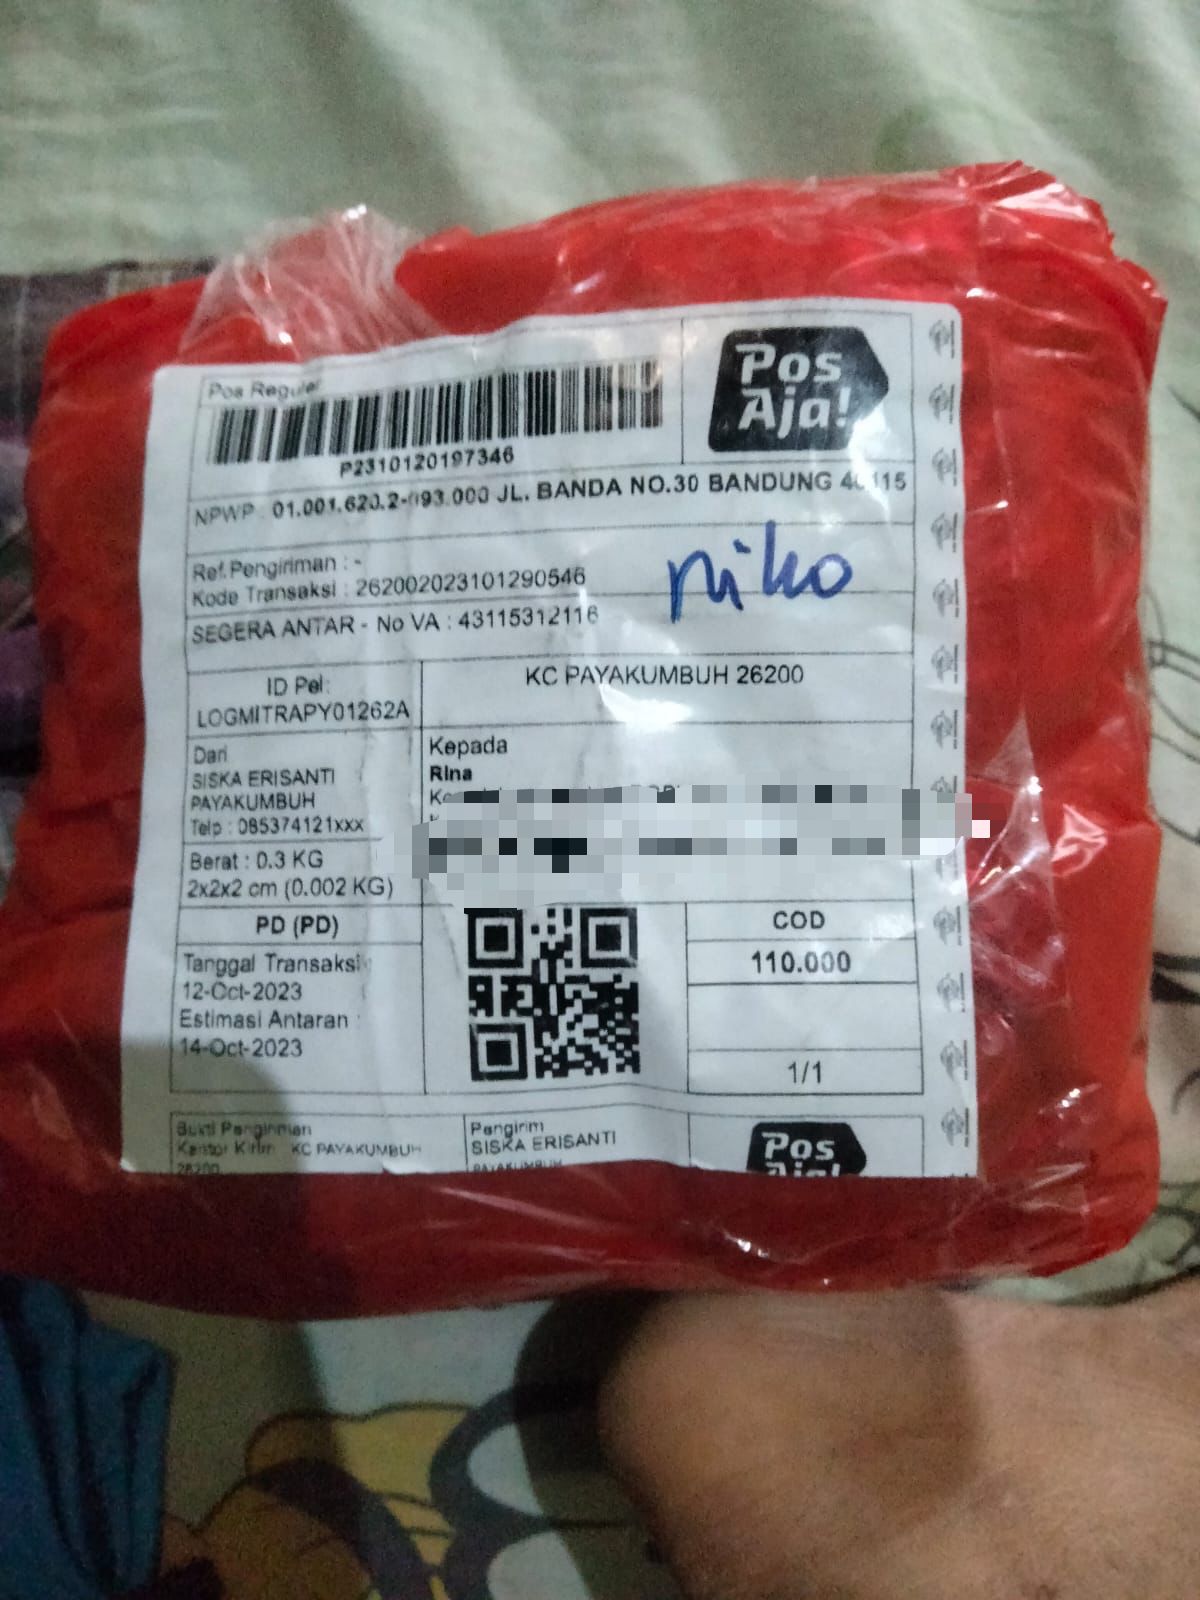 Pos Reguler
Pos
Aja!
P2310120197346
NPWP : 01.001.620.2-093.000 JL. BANDA NO.30 BANDUNG 40115
Ref.Pengiriman : -
Kode Transaksi : 262002023101290546
niko
SEGERA ANTAR - No VA : 43115312116
ID Pel:
LOGMITRAPY01262A
KC PAYAKUMBUH 26200
Dari
SISKA ERISANTI
PAYAKUMBUH
Telp : 085374121xxx
Kepada
Rina
Berat : 0.3 KG
2x2x2 cm (0.002 KG)
PD (PD)
Tanggal Transaksi
12-Oct-2023
Estimasi Antaran :
14-Oct-2023
COD
110.000
1/1
Bukti Pengiriman
Kantor Kirim KC PAYAKUMBUH
26200
Pengirim
SISKA ERISANTI
PAYAKUMBUH
Pos
Aja!